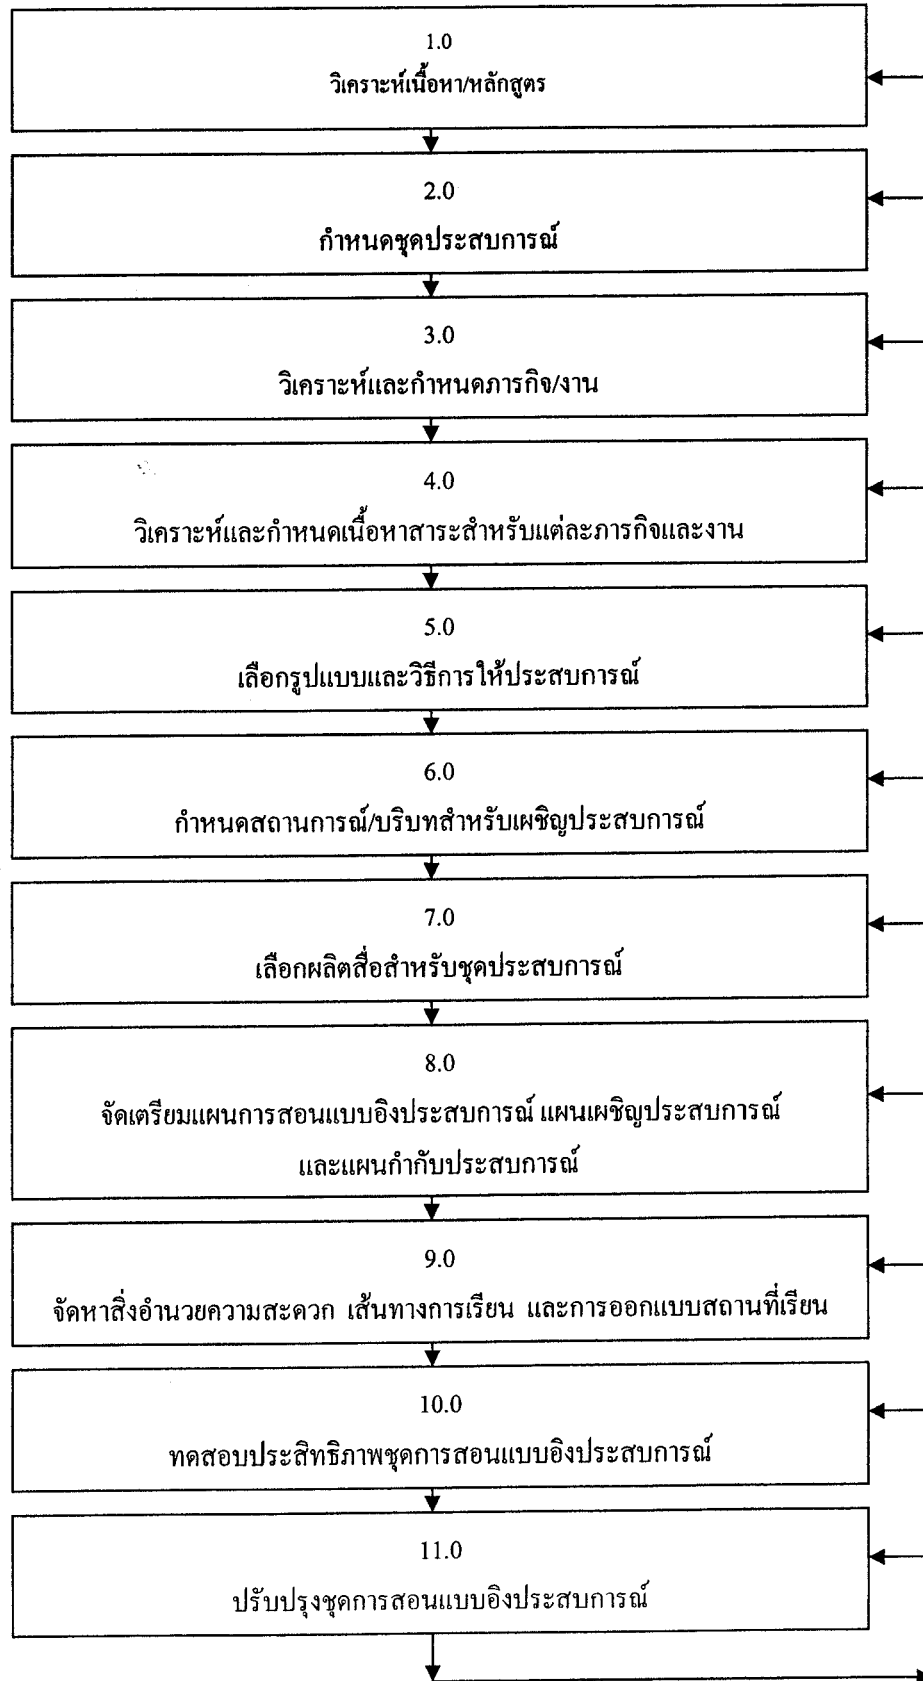 1.0
วิเคราะห์เนื้อหา/หลักสูตร
2.0
กำหนดชุดประสบการณ์
3.0
วิเคราะห์และกำหนดภารกิจ/งาน
4.0
วิเคราะห์และกำหนดเนื้อหาสาระสำหรับแต่ละภารกิจและงาน
5.0
เลือกรูปแบบและวิธีการให้ประสบการณ์
6.0
กำหนดสถานการณ์/บริบทสำหรับเผชิญประสบการณ์
7.0
เลือกผลิตสื่อสำหรับชุดประสบการณ์
8.0
จัดเตรียมแผนการสอนแบบอิงประสบการณ์ แผนเผชิญประสบการณ์
และแผนกำกับประสบการณ์
9.0
จัดหาสิ่งอำนวยความสะดวก เส้นทางการเรียน และการออกแบบสถานที่เรียน
10.0
ทดสอบประสิทธิภาพชุดการสอนแบบอิงประสบการณ์
11.0
ปรับปรุงชุดการสอนแบบอิงประสบการณ์